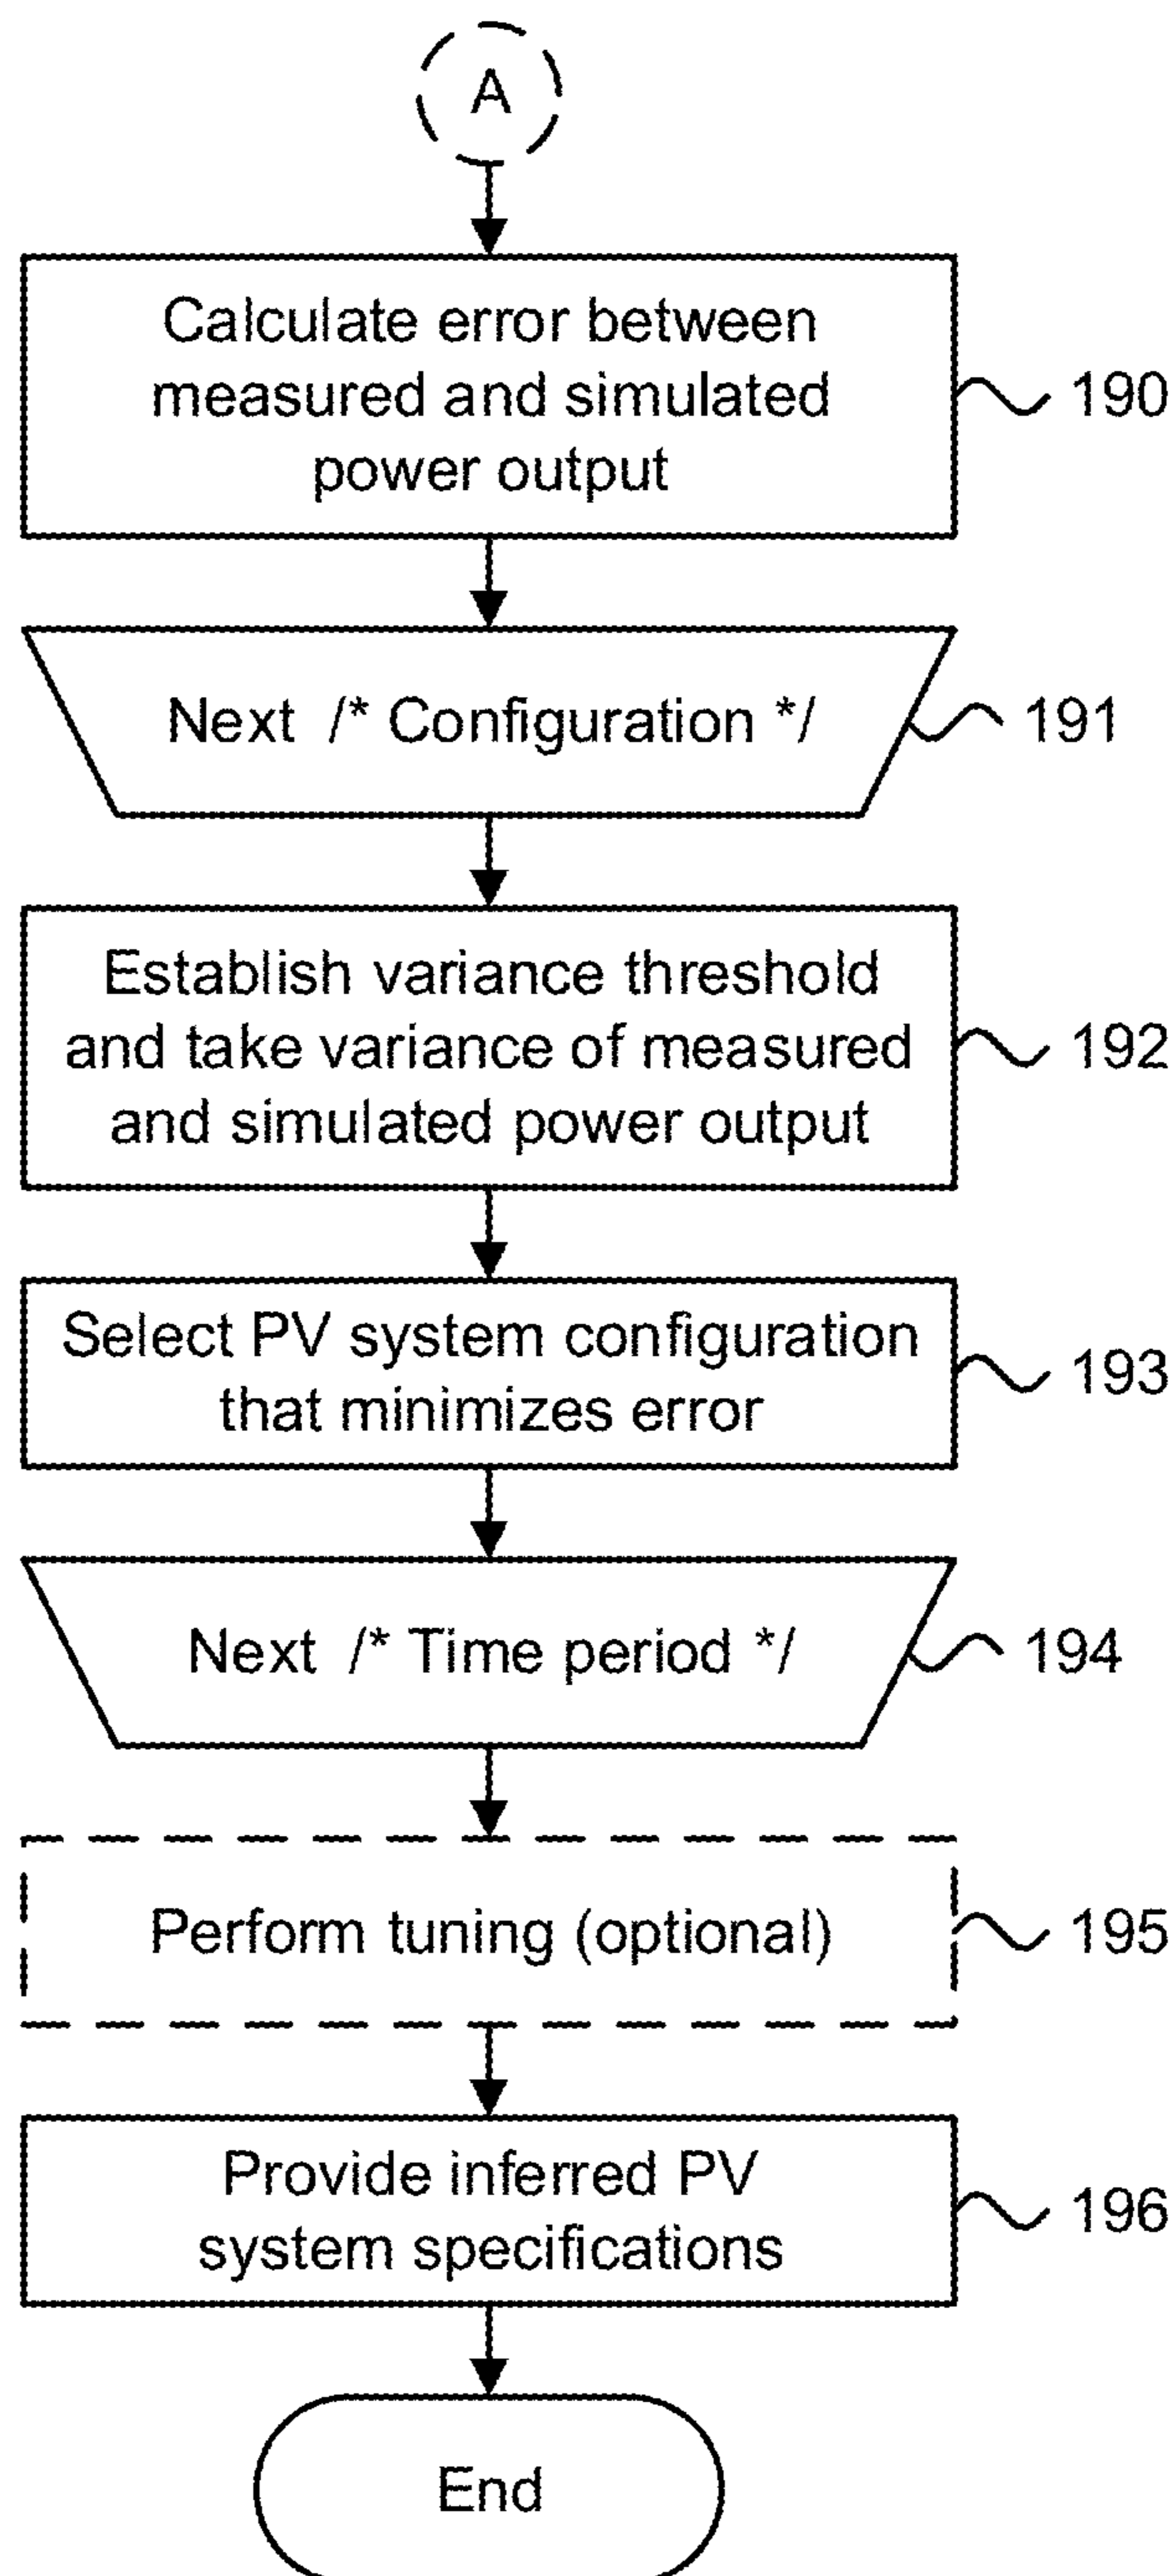 A
Calculate error between
measured and simulated
power output
190
Next /* Configuration */
191
Establish variance threshold
and take variance of measured
and simulated power output
192
Select PV system configuration
that minimizes error
193
Next /* Time period */
194
Perform tuning (optional)
195
Provide inferred PV
system specifications
196
End